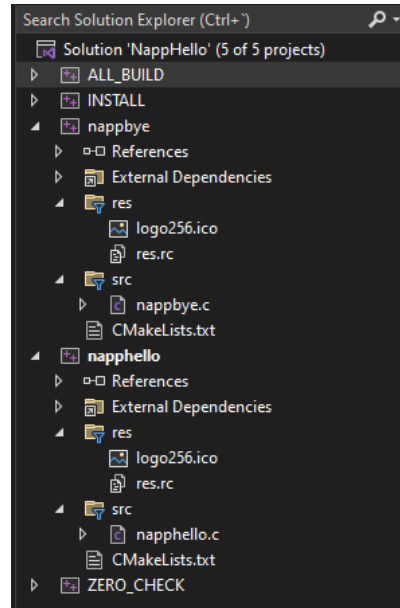 Search Solution Explorer (Ctrl+`)
Solution 'NappHello' (5 of 5 projects)
ALL_BUILD
INSTALL
nappbye
References
External Dependencies
res
logo256.ico
res.rc
src
nappbye.c
CMakeLists.txt
napphello
References
External Dependencies
res
logo256.ico
res.rc
src
napphello.c
CMakeLists.txt
ZERO_CHECK